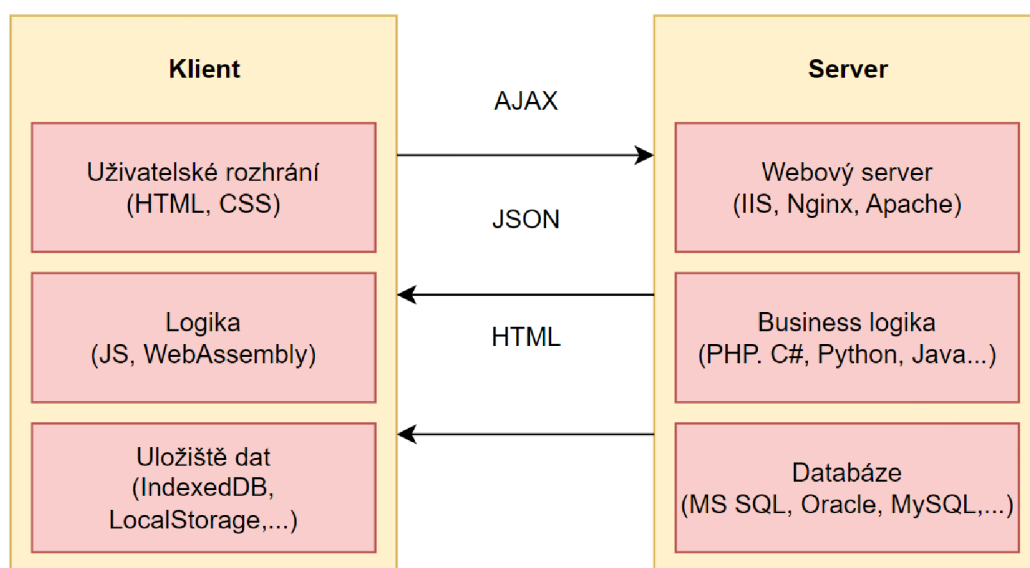 Klient
Uživatelské rozhrání
(HTML, CSS)
Logika
(JS, WebAssembly)
Uložiště dat
(IndexedDB,
LocalStorage,...)
AJAX
JSON
HTML
Server
Webový server
(IIS, Nginx, Apache)
Business logika
(PHP. C#, Python, Java...)
Databáze
(MS SQL, Oracle, MySQL,...)